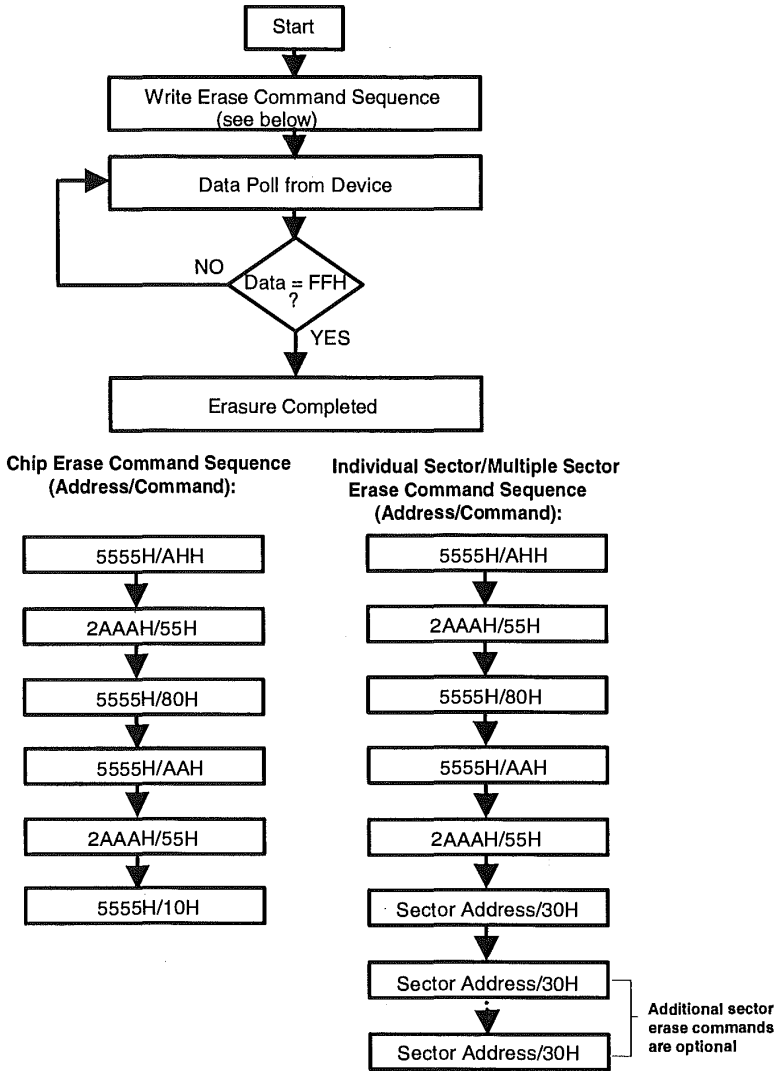 Start
Write Erase Command Sequence
(see below)
Data Poll from Device
NO
Data = FFH
?
YES
Erasure Completed
Chip Erase Command Sequence
(Address/Command):
5555H/AHH
2AAAH/55H
5555H/80H
5555H/AAH
2AAAH/55H
5555H/10H
Individual Sector/Multiple Sector
Erase Command Sequence
(Address/Command):
5555H/AHH
2AAAH/55H
5555H/80H
5555H/AAH
2AAAH/55H
Sector Address/30H
Sector Address/30H
Sector Address/30H
Additional sector
erase commands
are optional